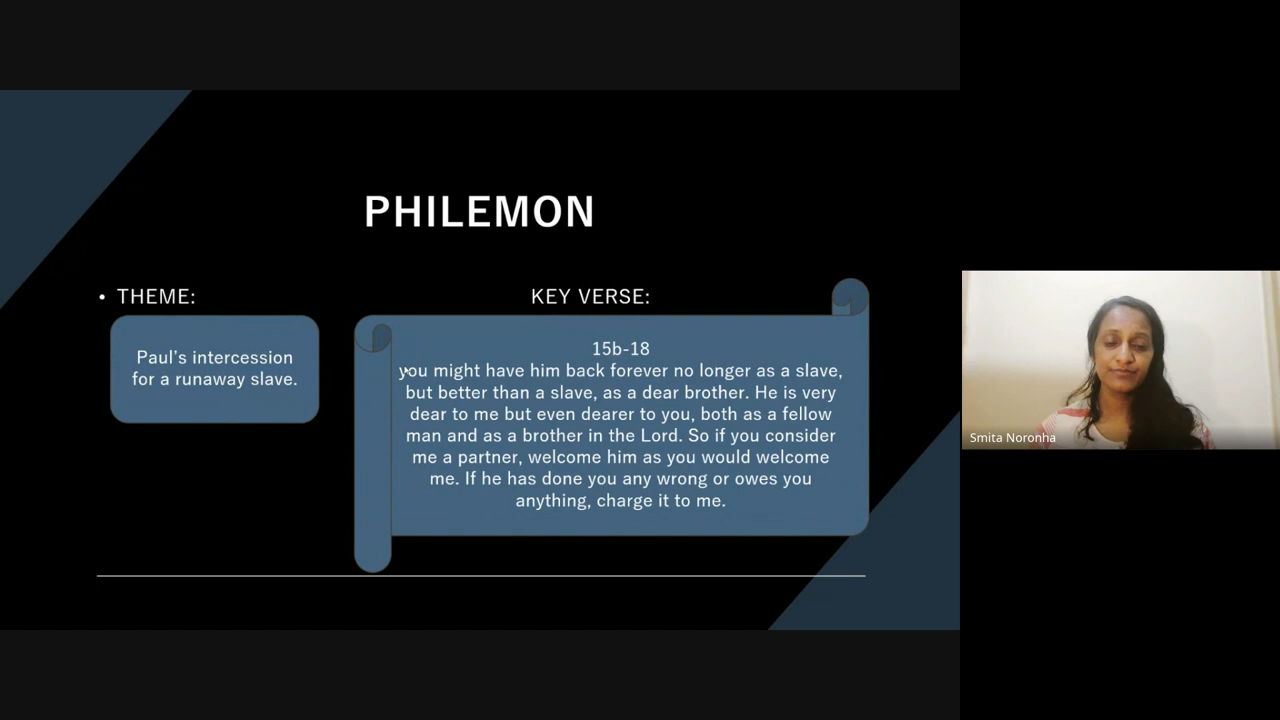 PHILEMON
• THEME:
Paul’s intercession
for a runaway slave.
KEY VERSE:
15b-18
you might have him back forever no longer as a slave,
but better than a slave, as a dear brother. He is very
dear to me but even dearer to you, both as a fellow
man and as a brother in the Lord. So if you consider
me a partner, welcome him as you would welcome
me. If he has done you any wrong or owes you
anything, charge it to me.
Smita Noronha